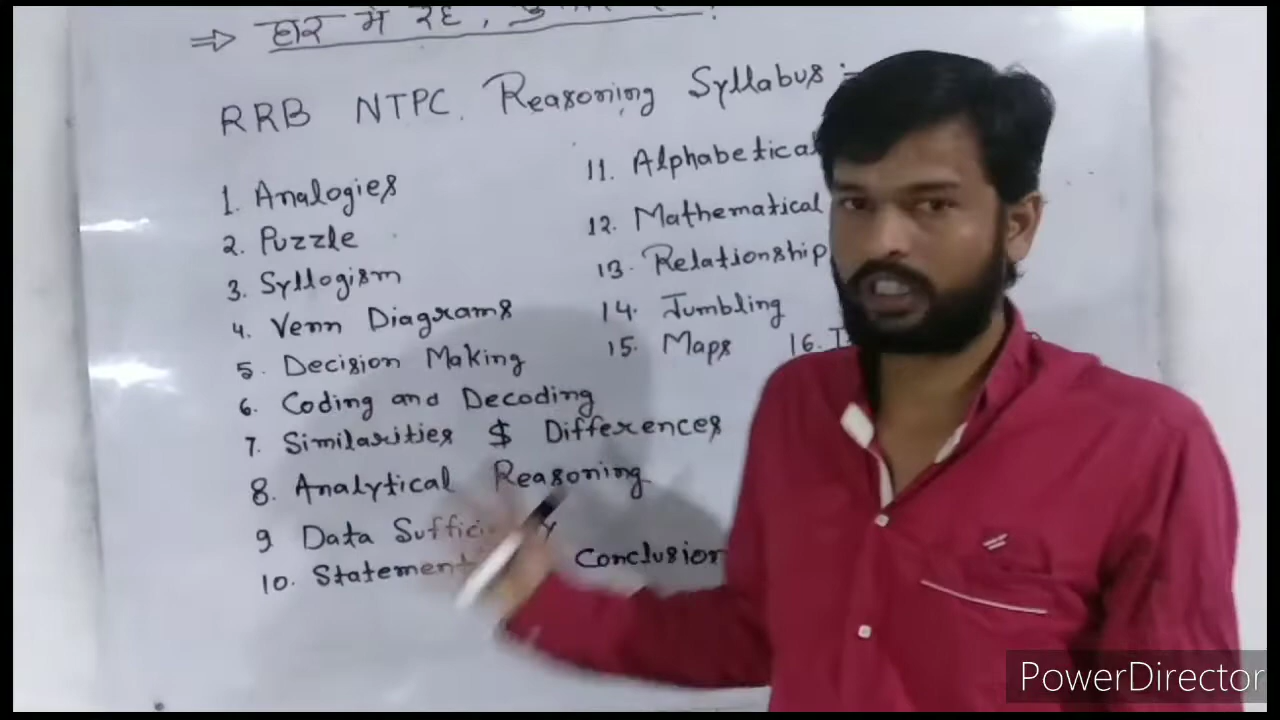 ⇒ घर में रहे,
RRB NTPC Reasoning Syllabus :-
1. Analogies
2. Puzzle
3. Syllogism
4. Venn Diagrams
5. Decision Making
6. Coding and Decoding
7. Similarities $ Differences
8. Analytical Reasoning
9 Data
10. Statement Conclusion
11. Alphabetical
12. Mathematical
13. Relationship
14. Jumbling
15. Maps 16.
PowerDirector